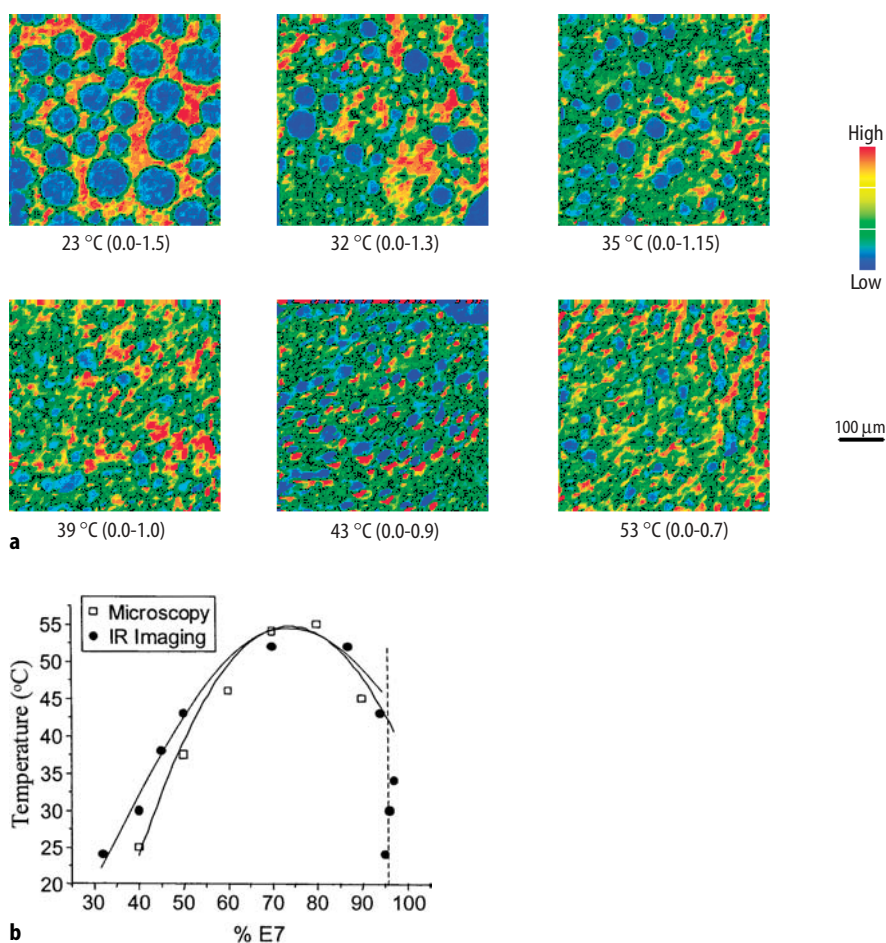 High
Low
23 °C (0.0-1.5)
32 °C (0.0-1.3)
35 °C (0.0-1.15)
100 µm
39 °C (0.0-1.0)
43 °C (0.0-0.9)
53 °C (0.0-0.7)
a
Microscopy
IR Imaging
Temperature (°C)
55
50
45
40
35
30
25
20
30 40 50 60 70 80 90 100
% E7
b